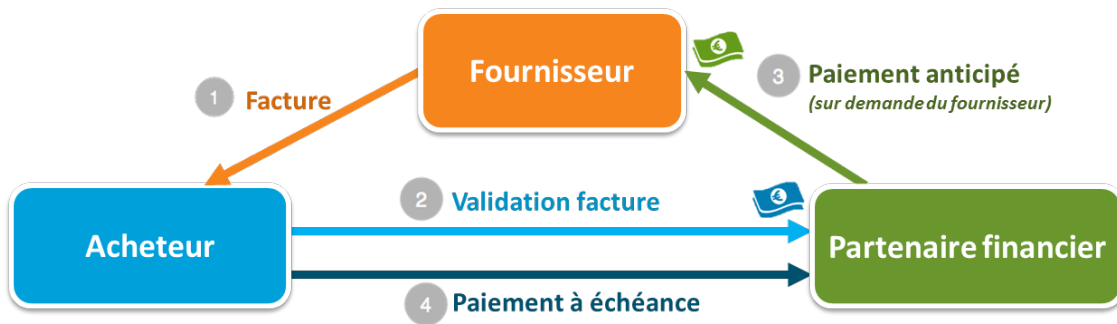 Fournisseur
€
3 Paiement anticipé
(sur demande du fournisseur)
1 Facture
2 Validation facture
€
Acheteur
Partenaire financier
4 Paiement à échéance